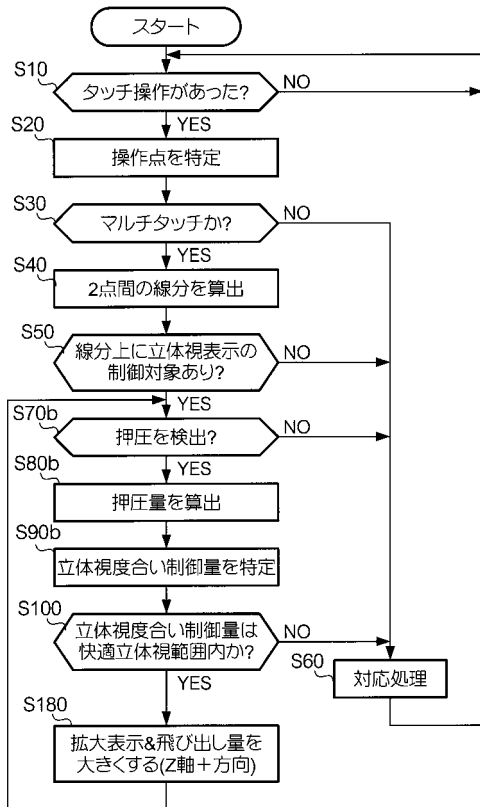 スタート
S10
タッチ操作があった?
NO
YES
S20
操作点を特定
S30
マルチタッチか?
NO
YES
S40
2点間の線分を算出
S50
線分上に立体視表示の
制御対象あり?
NO
YES
S70b
押圧を検出?
NO
YES
S80b
押圧量を算出
S90b
立体視度合い制御量を特定
S100
立体視度合い制御量は
快適立体視範囲内か?
NO
YES
S60
対応処理
S180
拡大表示&飛び出し量を
大きくする(Z軸+方向)